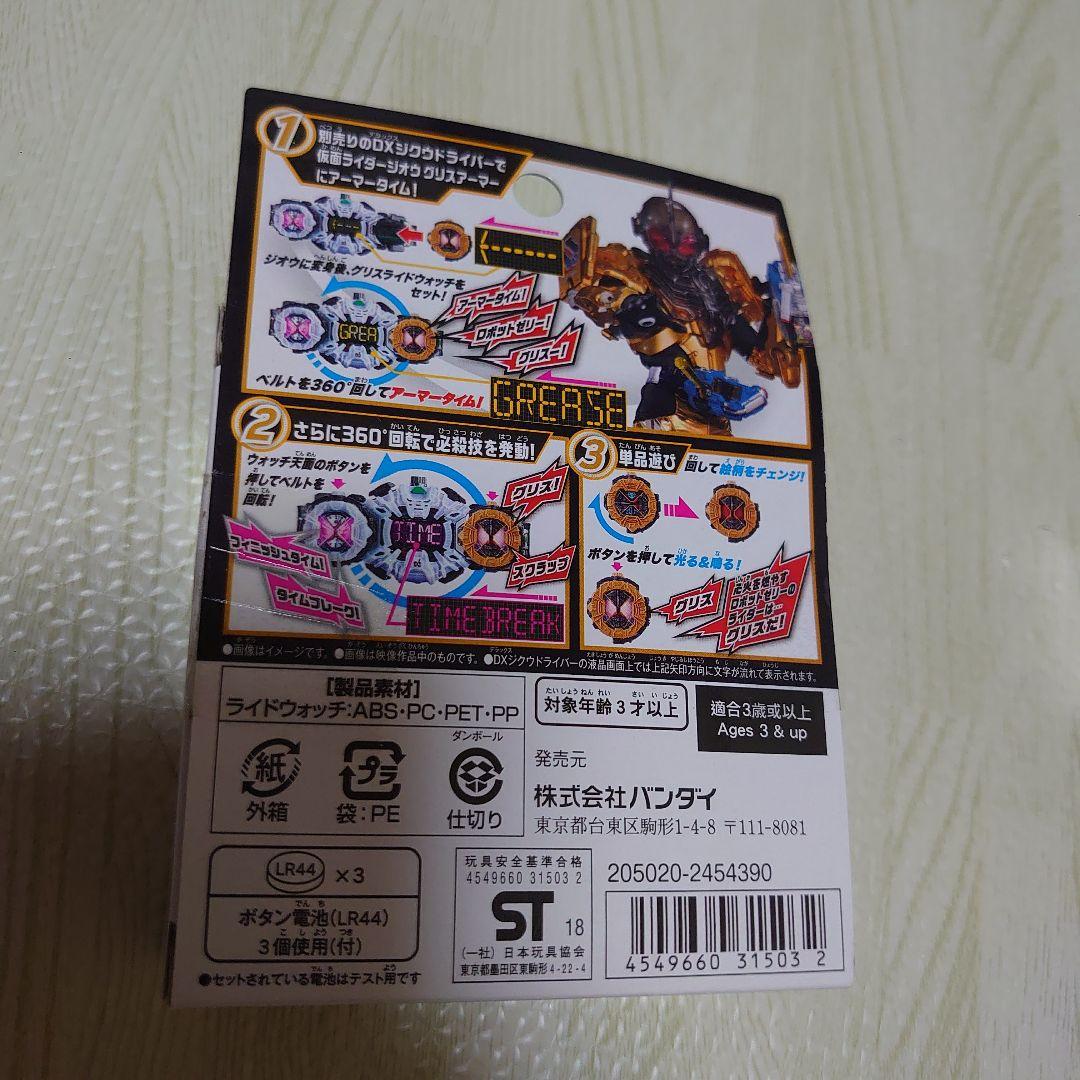 1
別売りのDXジクウドライバーで
仮面ライダージオウ グリスアーマー
にアーマータイム!
ジオウに変身後、グリスライドウォッチを
セット!
GREA
アーマータイム!
ロボットゼリー!
グリスー!
ベルトを360°回してアーマータイム!
GREASE
2 さらに360°回転で必殺技を発動!
ウォッチ天面のボタンを
押してベルトを
回転!
TIME
グリス!
スクラップ
フィニッシュタイム!
タイムブレーク!
TIME BREAK
3 単品遊び
回して絵柄をチェンジ!
ボタンを押して光る&鳴る!
グリス
心火を燃やす
ロボットゼリーの
ライダーは…
グリスだ!
●画像はイメージです。●画像は映像作品中のものです。●DXジクウドライバーの液晶画面上では上記矢印方向に文字が流れて表示されます。
[製品素材]
ライドウォッチ:ABS・PC・PET・PP
紙
外箱
プラ
袋:PE
ダンボール
仕切り
対象年齢3才以上
適合3歳或以上
Ages 3 & up
発売元
株式会社バンダイ
東京都台東区駒形1-4-8 〒111-8081
LR44 ×3
ボタン電池(LR44)
3個使用(付)
●セットされている電池はテスト用です
玩具安全基準合格
4549660 31503 2
ST 18
(一社) 日本玩具協会
東京都墨田区東駒形4-22-4
205020-2454390
4549660 31503 2